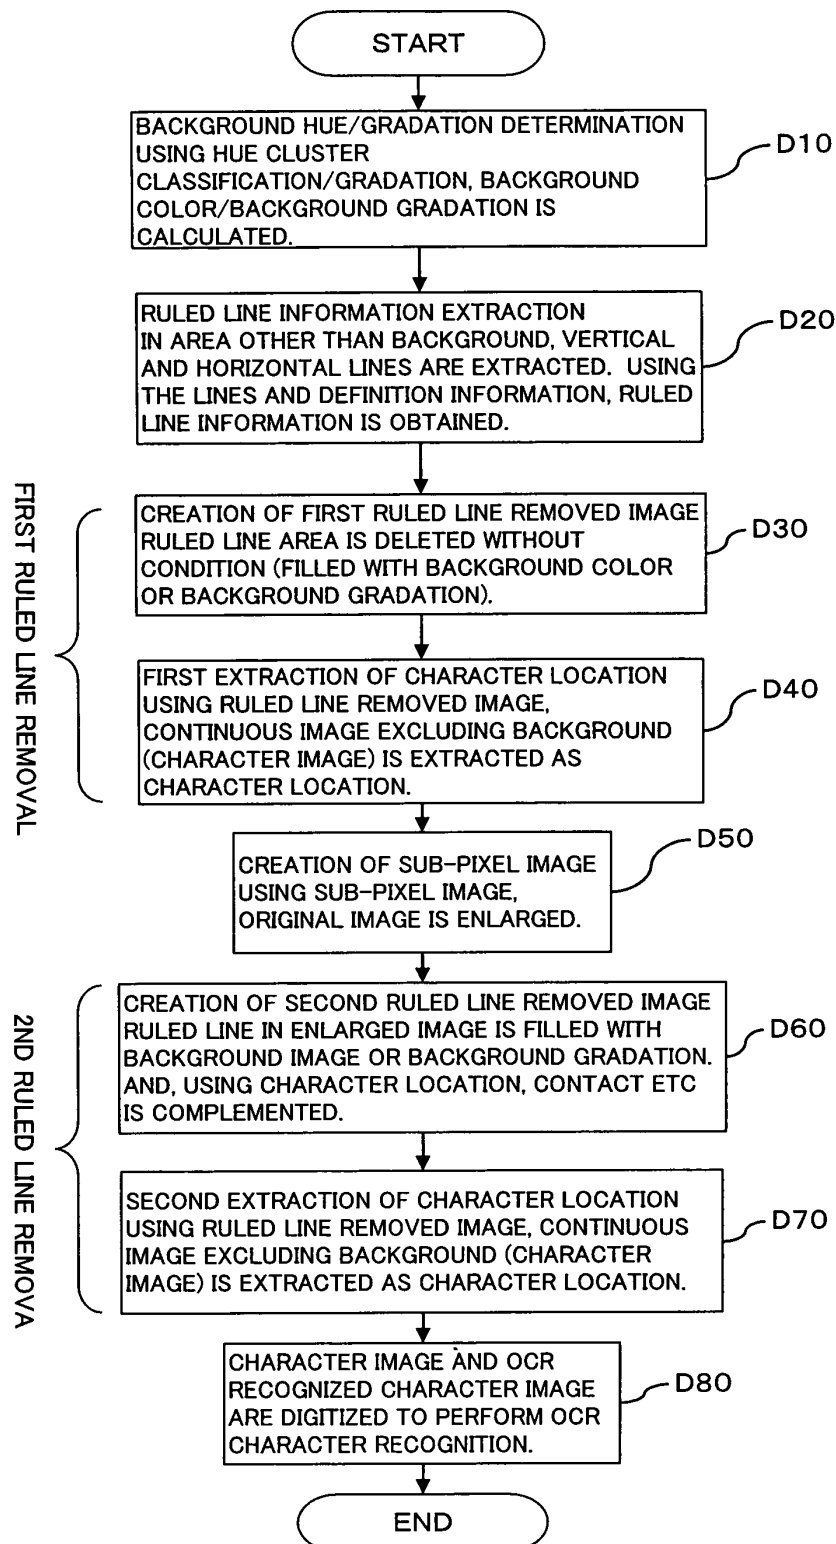 START
BACKGROUND HUE/GRADATION DETERMINATION
USING HUE CLUSTER
CLASSIFICATION/GRADATION, BACKGROUND
COLOR/BACKGROUND GRADATION IS
CALCULATED.
D10
RULED LINE INFORMATION EXTRACTION
IN AREA OTHER THAN BACKGROUND, VERTICAL
AND HORIZONTAL LINES ARE EXTRACTED. USING
THE LINES AND DEFINITION INFORMATION, RULED
LINE INFORMATION IS OBTAINED.
D20
FIRST RULED LINE REMOVAL
CREATION OF FIRST RULED LINE REMOVED IMAGE
RULED LINE AREA IS DELETED WITHOUT
CONDITION (FILLED WITH BACKGROUND COLOR
OR BACKGROUND GRADATION).
D30
FIRST EXTRACTION OF CHARACTER LOCATION
USING RULED LINE REMOVED IMAGE,
CONTINUOUS IMAGE EXCLUDING BACKGROUND
(CHARACTER IMAGE) IS EXTRACTED AS
CHARACTER LOCATION.
D40
CREATION OF SUB-PIXEL IMAGE
USING SUB-PIXEL IMAGE,
ORIGINAL IMAGE IS ENLARGED.
D50
2ND RULED LINE REMOVA
CREATION OF SECOND RULED LINE REMOVED IMAGE
RULED LINE IN ENLARGED IMAGE IS FILLED WITH
BACKGROUND IMAGE OR BACKGROUND GRADATION.
AND, USING CHARACTER LOCATION, CONTACT ETC
IS COMPLEMENTED.
D60
SECOND EXTRACTION OF CHARACTER LOCATION
USING RULED LINE REMOVED IMAGE, CONTINUOUS
IMAGE EXCLUDING BACKGROUND (CHARACTER
IMAGE) IS EXTRACTED AS CHARACTER LOCATION.
D70
CHARACTER IMAGE AND OCR
RECOGNIZED CHARACTER IMAGE
ARE DIGITIZED TO PERFORM OCR
CHARACTER RECOGNITION.
D80
END